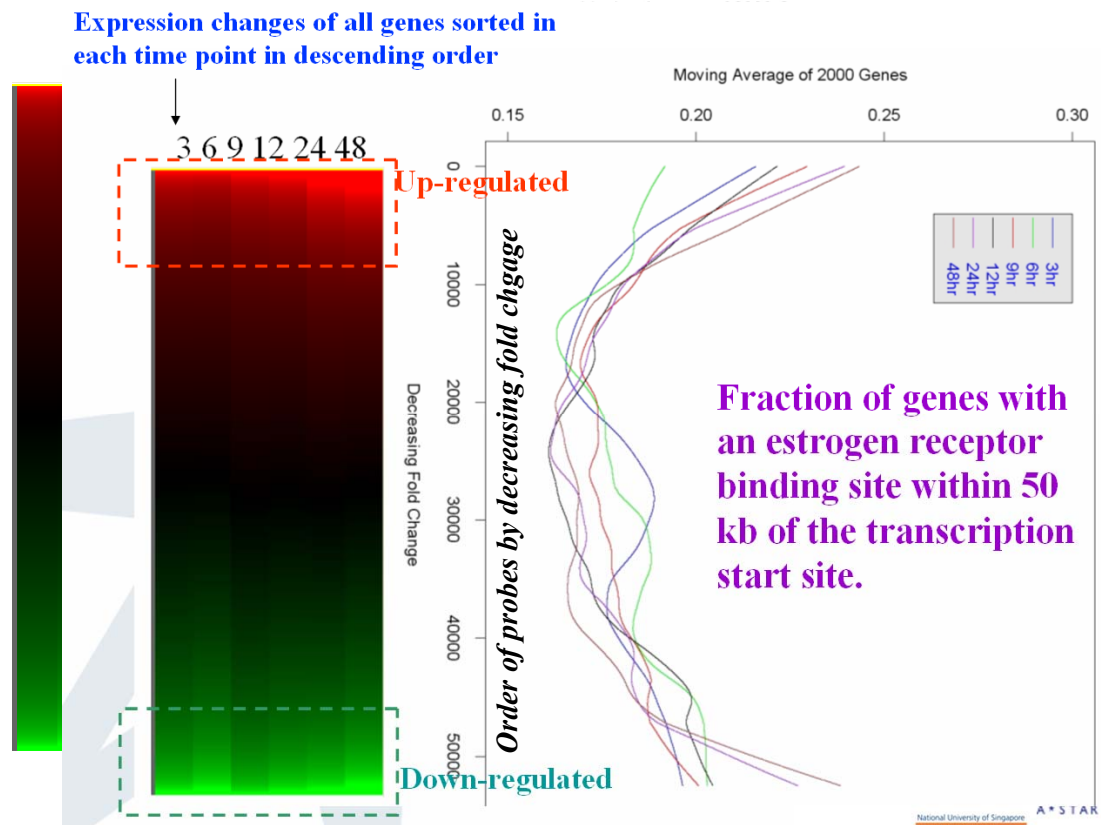 Expression changes of all genes sorted in
each time point in descending order
3 6 9 12 24 48
Up-regulated
Down-regulated
Decreasing Fold Change
Order of probes by decreasing fold chgage
Moving Average of 2000 Genes
0.15 0.20 0.25 0.30
0
10000
20000
30000
40000
50000
3hr
6hr
9hr
12hr
24hr
48hr
Fraction of genes with
an estrogen receptor
binding site within 50
kb of the transcription
start site.
National University of Singapore
A*STAR